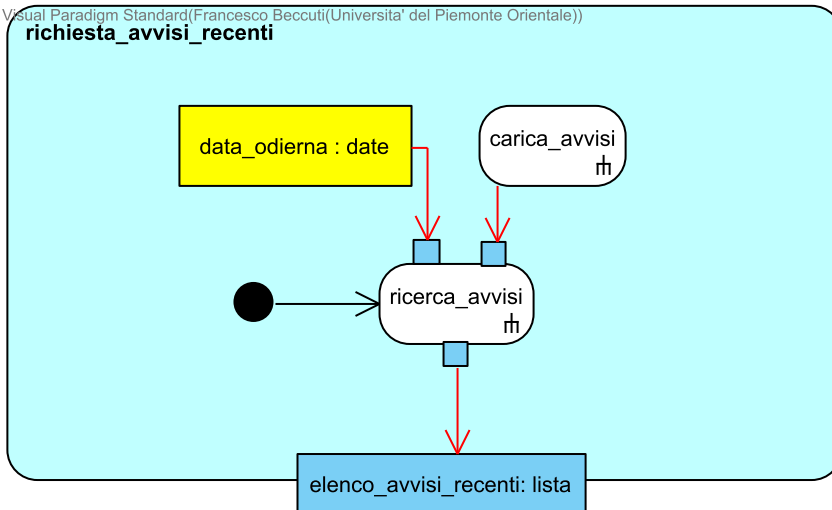 Visual Paradigm Standard(Francesco Beccuti(Universita' del Piemonte Orientale))
richiesta_avvisi_recenti
data_odierna : date
carica_avvisi
ricerca_avvisi
elenco_avvisi_recenti: lista